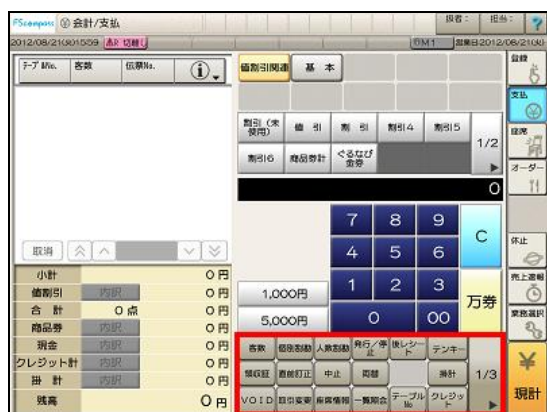 FScompass 会計/支払
扱者: 担当: ?
2012/08/21(火)0155
赤R 切離し
DM1 営業日2012/08/21(火)
テーブルNo. 客数 伝票No.
値割引関連 基 本
割引(未使用) 値 引 割 引 割引4 割引5
割引6 商品券計 ぐるなび金券
1/2
0
7 8 9 C
4 5 6
1 2 3 万券
0 00
1,000円
5,000円
取消
小計 0円
値割引 内訳 0円
合 計 0点 0円
商品券 内訳 0円
現金 0円
クレジット計 内訳 0円
掛 計 内訳 0円
残高 0円
客数 個別割勘 人数割勘 発行/停止 後レシート テンキー
領収証 直前訂正 中止 両替 掛計
1/3
VOID 取引変更 座席情報 一覧照会 テーブルNo クレジット
登録
支払
座席
オーダー
休止
売上速報
業務選択
¥
現計